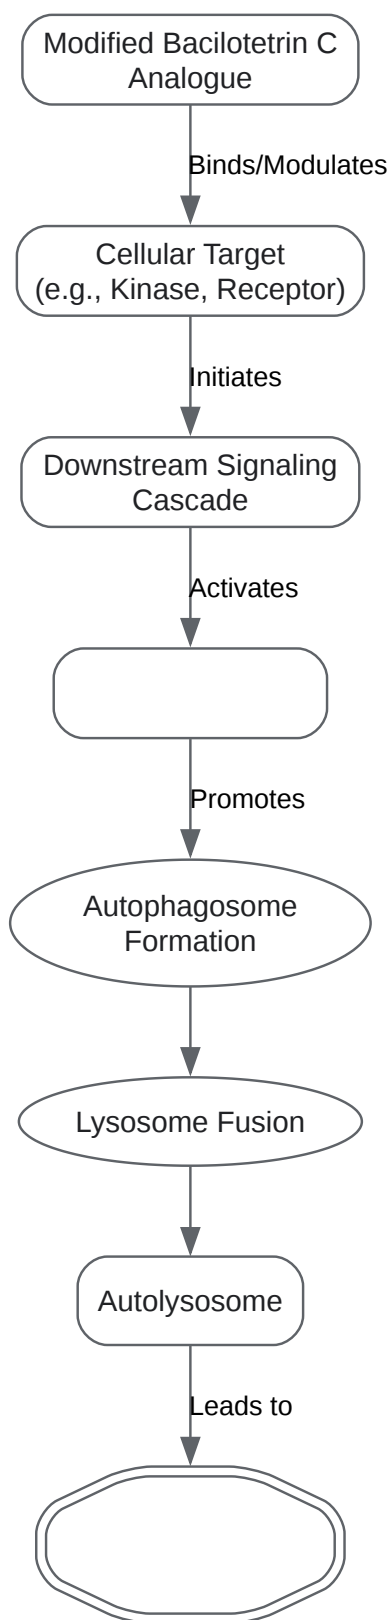 Modified Bacilotetrin C
Analogue
Binds/Modulates
Cellular Target
(e.g., Kinase, Receptor)
Initiates
Downstream Signaling
Cascade
Activates
Promotes
Autophagosome
Formation
Lysosome Fusion
Autolysosome
Leads to